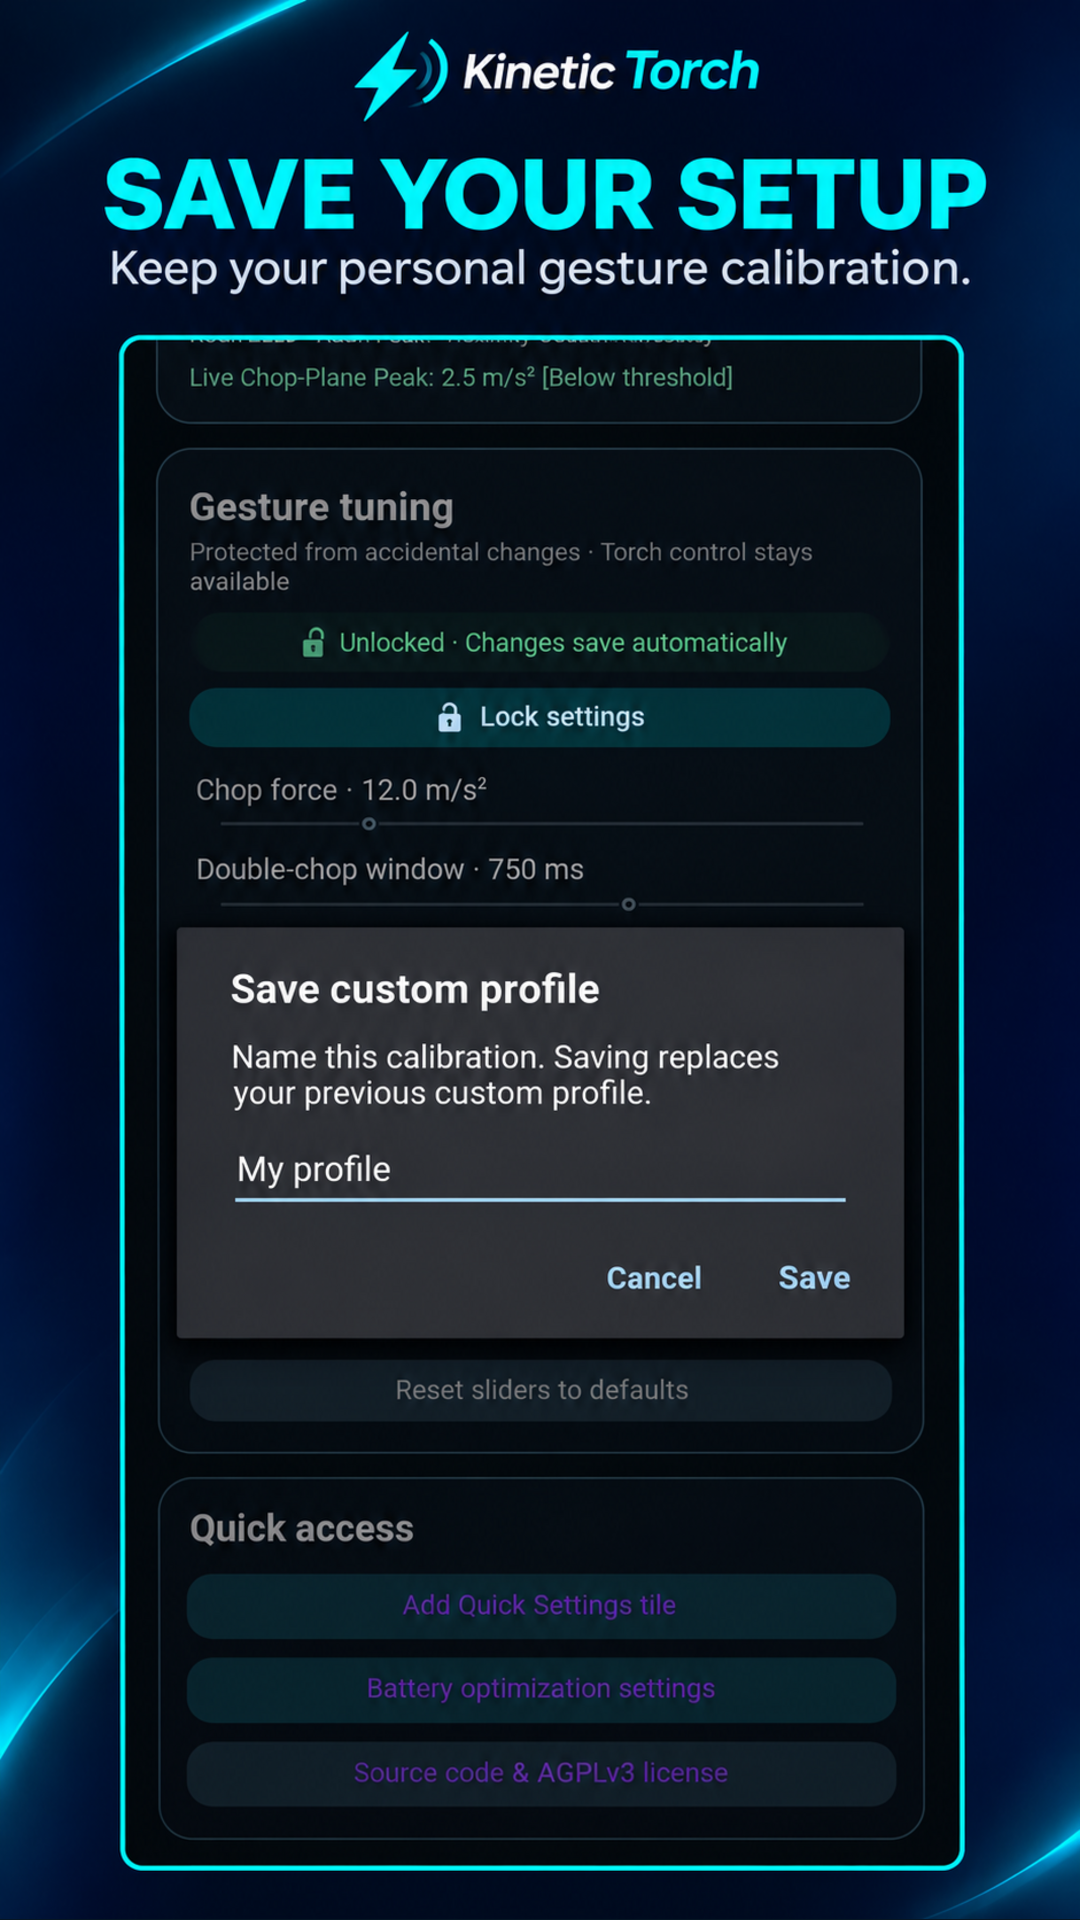 Kinetic Torch
SAVE YOUR SETUP
Keep your personal gesture calibration.
Live Chop-Plane Peak: 2.5 m/s² [Below threshold]
Gesture tuning
Protected from accidental changes · Torch control stays
available
Unlocked · Changes save automatically
Lock settings
Chop force · 12.0 m/s²
Double-chop window · 750 ms
Save custom profile
Name this calibration. Saving replaces
your previous custom profile.
My profile
Cancel Save
Reset sliders to defaults
Quick access
Add Quick Settings tile
Battery optimization settings
Source code & AGPLv3 license